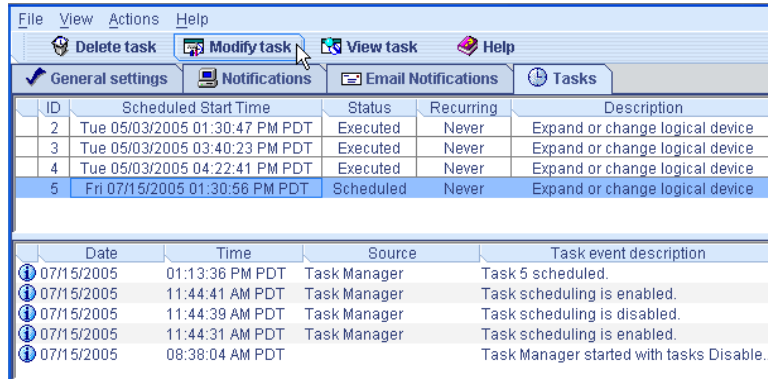 File View Actions Help
Delete task Modify task View task Help
General settings Notifications Email Notifications Tasks
ID Scheduled Start Time Status Recurring Description
2 Tue 05/03/2005 01:30:47 PM PDT Executed Never Expand or change logical device
3 Tue 05/03/2005 03:40:23 PM PDT Executed Never Expand or change logical device
4 Tue 05/03/2005 04:22:41 PM PDT Executed Never Expand or change logical device
5 Fri 07/15/2005 01:30:56 PM PDT Scheduled Never Expand or change logical device
Date Time Source Task event description
07/15/2005 01:13:36 PM PDT Task Manager Task 5 scheduled.
07/15/2005 11:44:41 AM PDT Task Manager Task scheduling is enabled.
07/15/2005 11:44:39 AM PDT Task Manager Task scheduling is disabled.
07/15/2005 11:44:31 AM PDT Task Manager Task scheduling is enabled.
07/15/2005 08:38:04 AM PDT Task Manager started with tasks Disable..